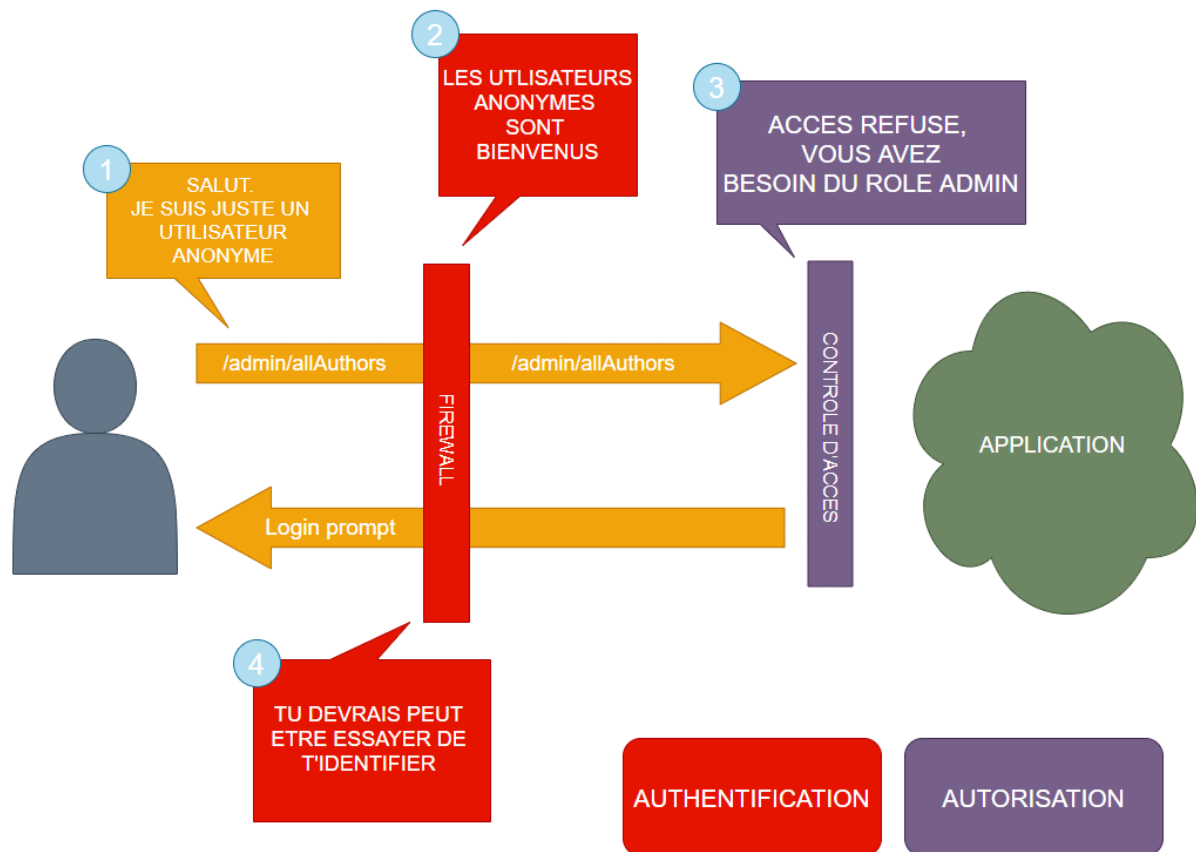 1
SALUT.
JE SUIS JUSTE UN
UTILISATEUR
ANONYME
2
LES UTLISATEURS
ANONYMES
SONT
BIENVENUS
3
ACCES REFUSE,
VOUS AVEZ
BESOIN DU ROLE ADMIN
/admin/allAuthors
/admin/allAuthors
FIREWALL
CONTROLE D'ACCES
APPLICATION
Login prompt
4
TU DEVRAIS PEUT
ETRE ESSAYER DE
T'IDENTIFIER
AUTHENTIFICATION
AUTORISATION